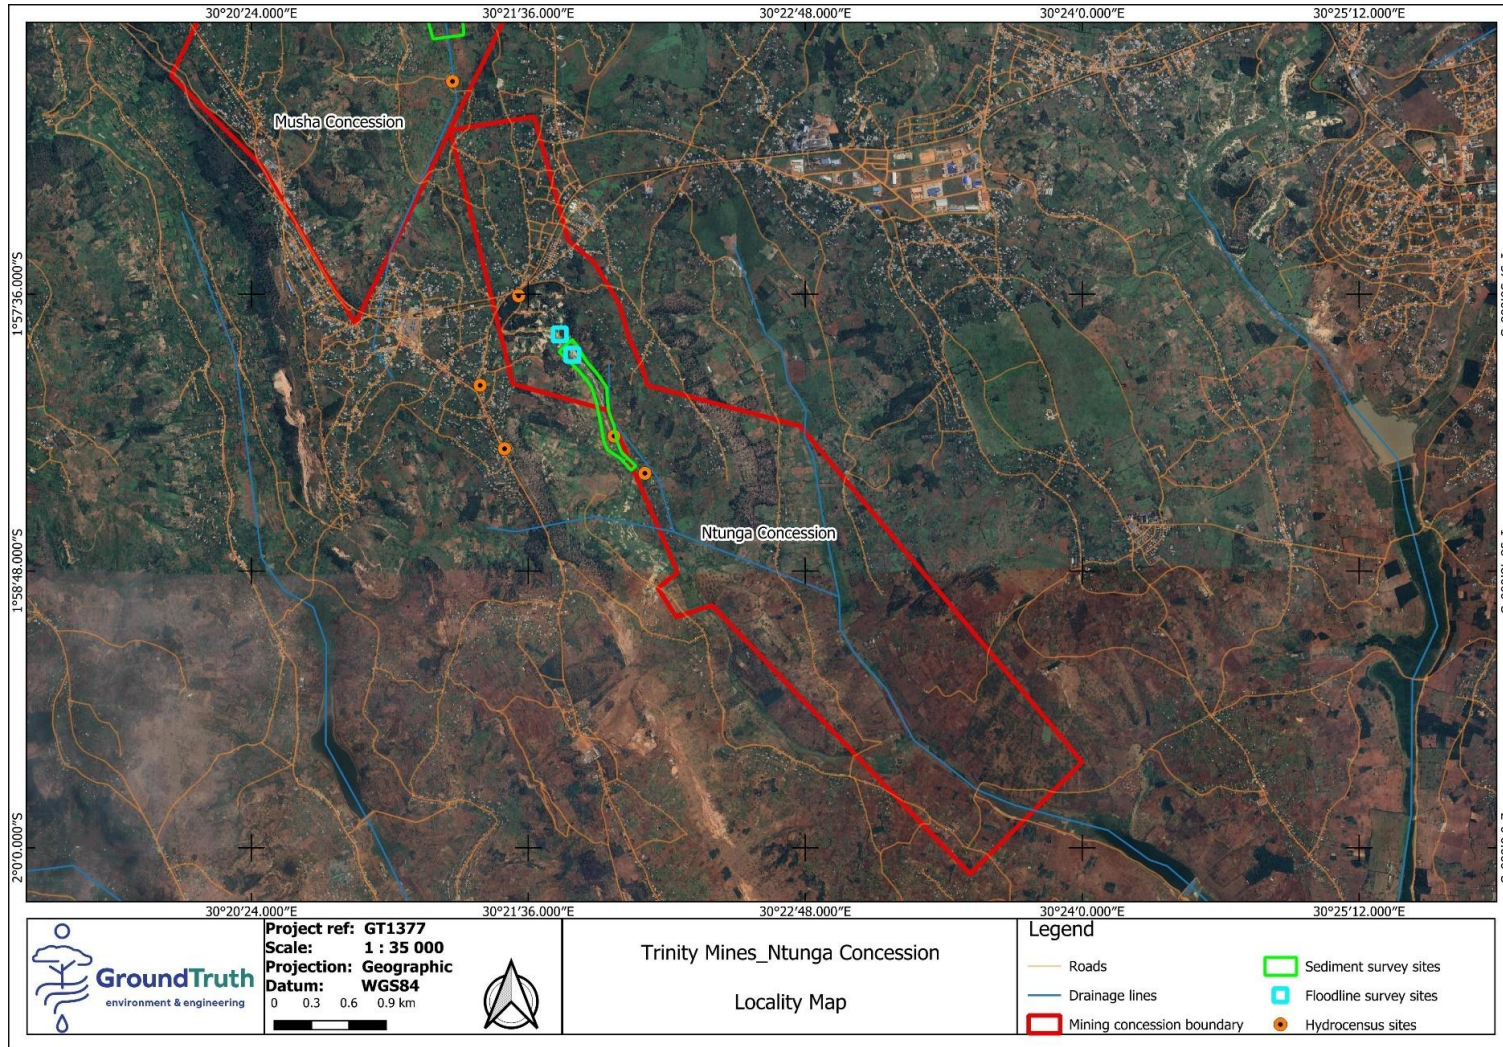 30°20'24.000"E 30°21'36.000"E 30°22'48.000"E 30°24'0.000"E 30°25'12.000"E
Musha Concession
1°57'36.000"S
Ntunga Concession
1°58'48.000"S
2°0'0.000"S
30°20'24.000"E 30°21'36.000"E 30°22'48.000"E 30°24'0.000"E 30°25'12.000"E
GroundTruth
environment & engineering
Project ref: GT1377
Scale: 1 : 35 000
Projection: Geographic
Datum: WGS84
0 0.3 0.6 0.9 km
Trinity Mines_Ntunga Concession
Locality Map
Legend
Roads
Drainage lines
Mining concession boundary
Sediment survey sites
Floodline survey sites
Hydrocensus sites